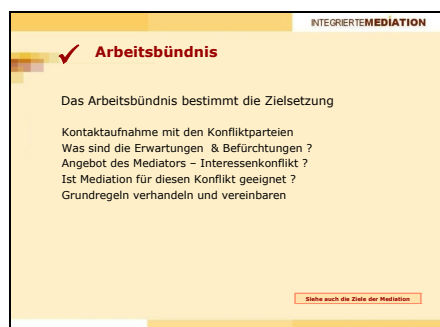 INTEGRIERTEMEDIATION
Arbeitsbündnis
Das Arbeitsbündnis bestimmt die Zielsetzung
Kontaktaufnahme mit den Konfliktparteien
Was sind die Erwartungen & Befürchtungen ?
Angebot des Mediators – Interessenkonflikt ?
Ist Mediation für diesen Konflikt geeignet ?
Grundregeln verhandeln und vereinbaren
Siehe auch die Ziele der Mediation